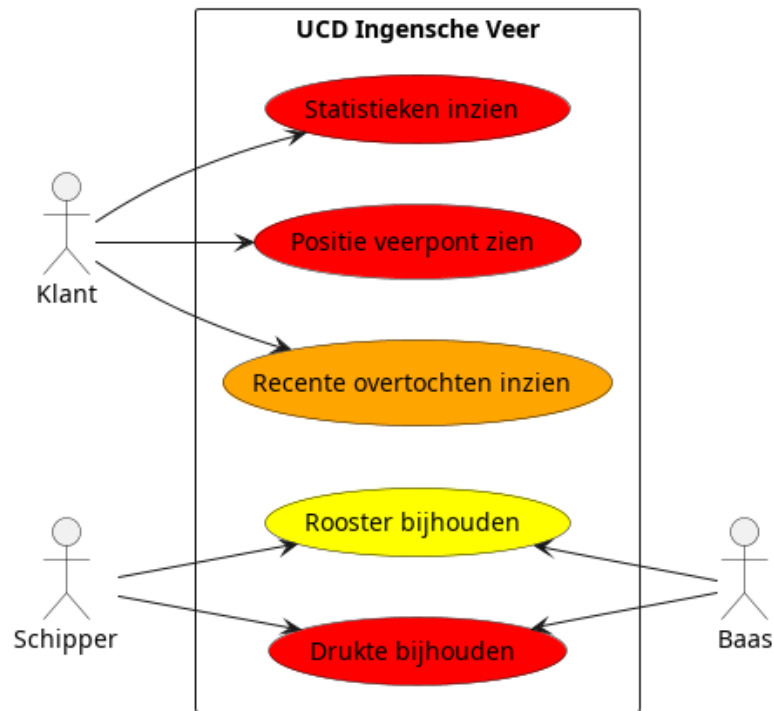 UCD Ingensche Veer
Statistieken inzien
Positie veerpont zien
Klant
Recente overtochten inzien
Rooster bijhouden
Schipper
Baas
Drukte bijhouden